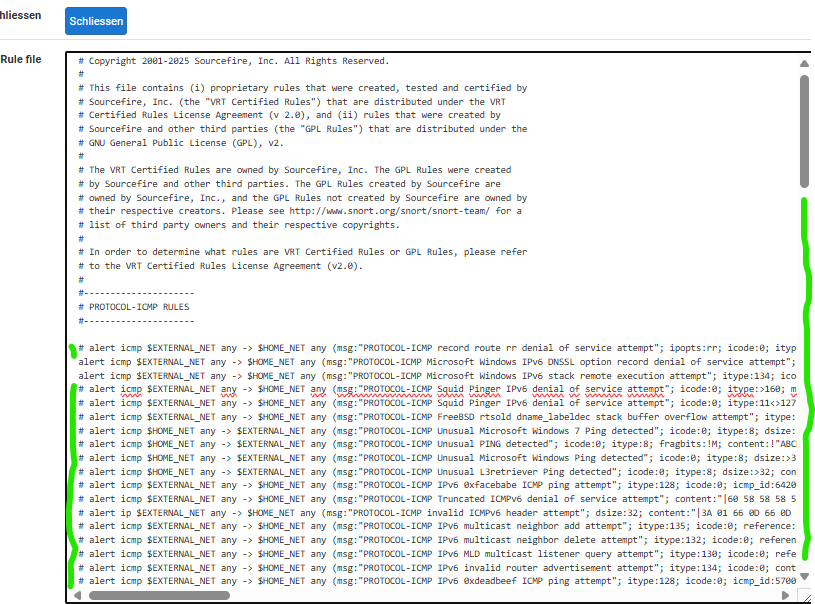 hliessen
Schliessen
Rule file
# Copyright 2001-2025 Sourcefire, Inc. All Rights Reserved.
#
# This file contains (i) proprietary rules that were created, tested and certified by
# Sourcefire, Inc. (the "VRT Certified Rules") that are distributed under the VRT
# Certified Rules License Agreement (v 2.0), and (ii) rules that were created by
# Sourcefire and other third parties (the "GPL Rules") that are distributed under the
# GNU General Public License (GPL), v2.
#
# The VRT Certified Rules are owned by Sourcefire, Inc. The GPL Rules were created
# by Sourcefire and other third parties. The GPL Rules created by Sourcefire are
# owned by Sourcefire, Inc., and the GPL Rules not created by Sourcefire are owned by
# their respective creators. Please see http://www.snort.org/snort/snort-team/ for a
# list of third party owners and their respective copyrights.
#
# In order to determine what rules are VRT Certified Rules or GPL Rules, please refer
# to the VRT Certified Rules License Agreement (v2.0).
#
#---------------------
# PROTOCOL-ICMP RULES
#---------------------
# alert icmp $EXTERNAL_NET any -> $HOME_NET any (msg:"PROTOCOL-ICMP record route rr denial of service attempt"; ipopts:rr; icode:0; ityp
alert icmp $EXTERNAL_NET any -> $HOME_NET any (msg:"PROTOCOL-ICMP Microsoft Windows IPv6 DNSSL option record denial of service attempt";
alert icmp $EXTERNAL_NET any -> $HOME_NET any (msg:"PROTOCOL-ICMP Microsoft Windows IPv6 stack remote execution attempt"; itype:134; ico
# alert icmp $EXTERNAL_NET any -> $HOME_NET any (msg:"PROTOCOL-ICMP Squid Pinger IPv6 denial of service attempt"; icode:0; itype:>160; m
# alert icmp $EXTERNAL_NET any -> $HOME_NET any (msg:"PROTOCOL-ICMP Squid Pinger IPv6 denial of service attempt"; icode:0; itype:11<>127
# alert icmp $EXTERNAL_NET any -> $HOME_NET any (msg:"PROTOCOL-ICMP FreeBSD rtsold dname_labeldec stack buffer overflow attempt"; itype:
# alert icmp $HOME_NET any -> $EXTERNAL_NET any (msg:"PROTOCOL-ICMP Unusual Microsoft Windows 7 Ping detected"; icode:0; itype:8; dsize:
# alert icmp $HOME_NET any -> $EXTERNAL_NET any (msg:"PROTOCOL-ICMP Unusual PING detected"; icode:0; itype:8; fragbits:!M; content:!"ABC
# alert icmp $HOME_NET any -> $EXTERNAL_NET any (msg:"PROTOCOL-ICMP Unusual Microsoft Windows Ping detected"; icode:0; itype:8; dsize:>3
# alert icmp $HOME_NET any -> $EXTERNAL_NET any (msg:"PROTOCOL-ICMP Unusual L3retriever Ping detected"; icode:0; itype:8; dsize:>32; con
# alert icmp $EXTERNAL_NET any -> $HOME_NET any (msg:"PROTOCOL-ICMP IPv6 0xfacebabe ICMP ping attempt"; itype:128; icode:0; icmp_id:6420
# alert icmp $EXTERNAL_NET any -> $HOME_NET any (msg:"PROTOCOL-ICMP Truncated ICMPv6 denial of service attempt"; content:"|60 58 58 58 5
# alert ip $EXTERNAL_NET any -> $HOME_NET any (msg:"PROTOCOL-ICMP invalid ICMPv6 header attempt"; dsize:32; content:"|3A 01 66 0D 66 0D
# alert icmp $EXTERNAL_NET any -> $HOME_NET any (msg:"PROTOCOL-ICMP IPv6 multicast neighbor add attempt"; itype:135; icode:0; reference:
# alert icmp $EXTERNAL_NET any -> $HOME_NET any (msg:"PROTOCOL-ICMP IPv6 multicast neighbor delete attempt"; itype:132; icode:0; referen
# alert icmp $EXTERNAL_NET any -> $HOME_NET any (msg:"PROTOCOL-ICMP IPv6 MLD multicast listener query attempt"; itype:130; icode:0; refe
# alert icmp $EXTERNAL_NET any -> $HOME_NET any (msg:"PROTOCOL-ICMP IPv6 invalid router advertisement attempt"; itype:134; icode:0; cont
# alert icmp $EXTERNAL_NET any -> $HOME_NET any (msg:"PROTOCOL-ICMP IPv6 0xdeadbeef ICMP ping attempt"; itype:128; icode:0; icmp_id:5700